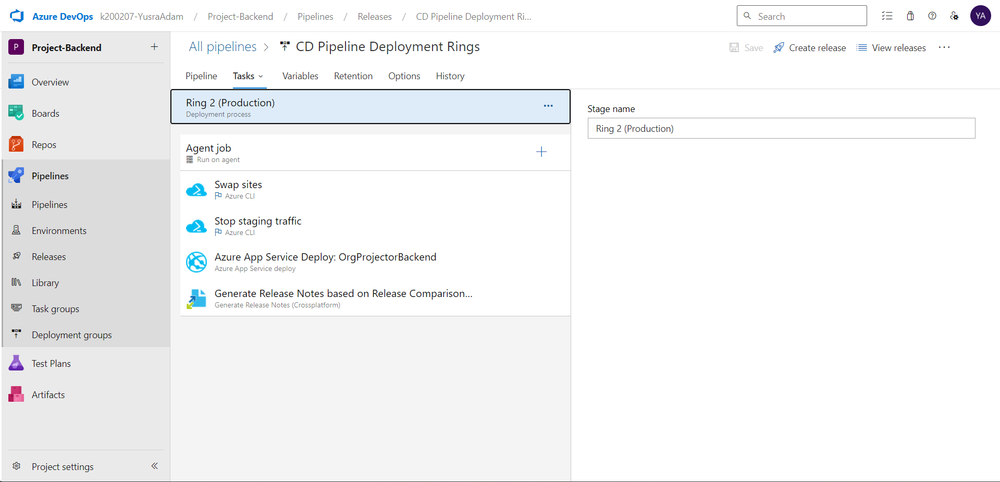 Azure DevOps k200207-YusraAdam / Project-Backend / Pipelines / Releases / CD Pipeline Deployment Ri...
Search
YA
P Project-Backend
Overview
Boards
Repos
Pipelines
Pipelines
Environments
Releases
Library
Task groups
Deployment groups
Test Plans
Artifacts
Project settings
All pipelines > CD Pipeline Deployment Rings
Save Create release View releases ...
Pipeline Tasks Variables Retention Options History
Ring 2 (Production)
Deployment process
Agent job
Run on agent
Swap sites
Azure CLI
Stop staging traffic
Azure CLI
Azure App Service Deploy: OrgProjectorBackend
Azure App Service deploy
Generate Release Notes based on Release Comparison...
Generate Release Notes (Crossplatform)
Stage name
Ring 2 (Production)